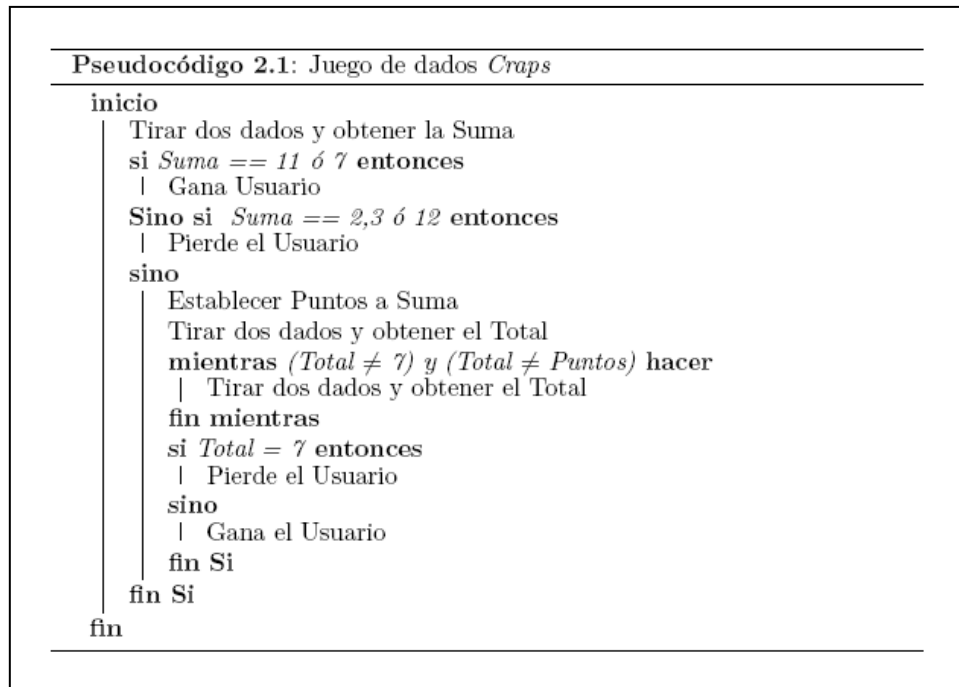 Pseudocódigo 2.1: Juego de dados Craps
inicio
Tirar dos dados y obtener la Suma
si Suma == 11 ó 7 entonces
Gana Usuario
Sino si Suma == 2,3 ó 12 entonces
Pierde el Usuario
sino
Establecer Puntos a Suma
Tirar dos dados y obtener el Total
mientras (Total ≠ 7) y (Total ≠ Puntos) hacer
Tirar dos dados y obtener el Total
fin mientras
si Total = 7 entonces
Pierde el Usuario
sino
Gana el Usuario
fin Si
fin Si
fin